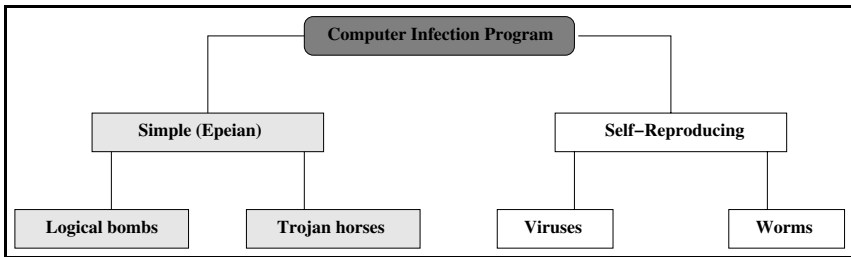 Computer Infection Program
Simple (Epeian)
Self−Reproducing
Logical bombs
Trojan horses
Viruses
Worms